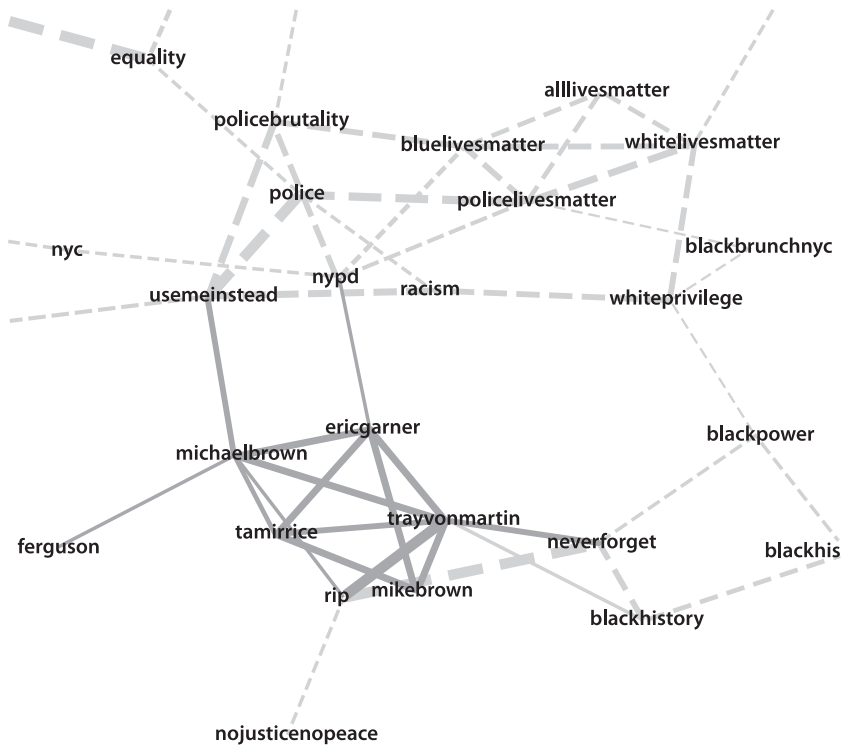 equality
alllivesmatter
policebrutality
bluelivesmatter
whitelivesmatter
police
policelivesmatter
nyc
blackbrunchnyc
nypd
usemeinstead
racism
whiteprivilege
ericgarner
blackpower
michaelbrown
trayvonmartin
tamirrice
neverforget
ferguson
blackhis
rip
mikebrown
blackhistory
nojusticenopeace